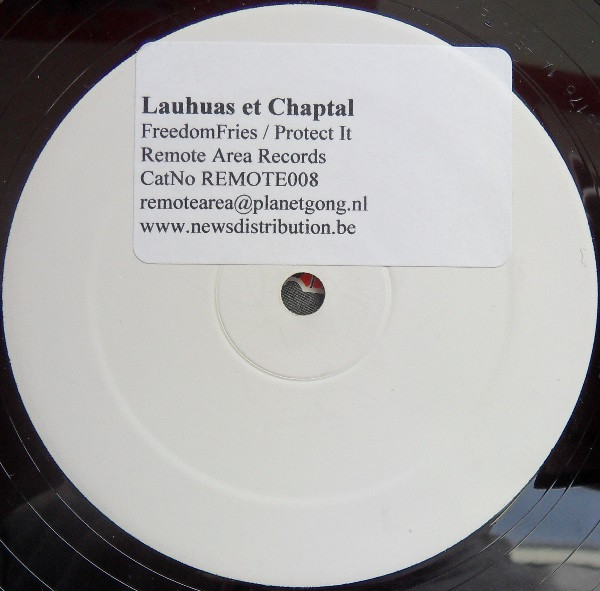 Lauhuas et Chaptal
FreedomFries / Protect It
Remote Area Records
CatNo REMOTE008
remotearea@planetgong.nl
www.newsdistribution.be